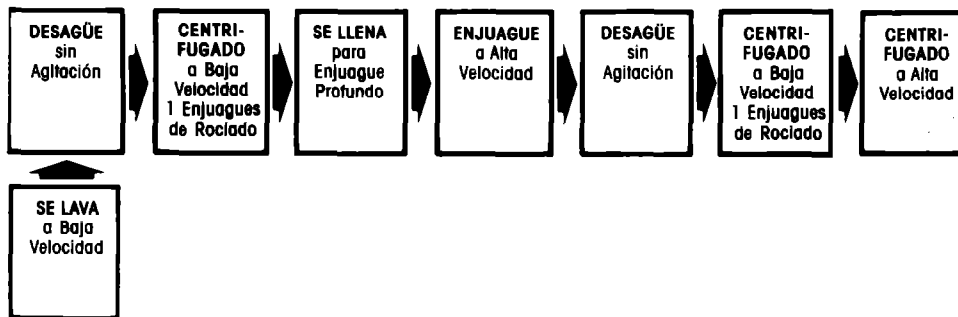 DESAGÜE
sin
Agitación
CENTRI-
FUGADO
a Baja
Velocidad
1 Enjuagues
de Rociado
SE LLENA
para
Enjuague
Profundo
ENJUAGUE
a Alta
Velocidad
DESAGÜE
sin
Agitación
CENTRI-
FUGADO
a Baja
Velocidad
1 Enjuagues
de Rociado
CENTRI-
FUGADO
a Alta
Velocidad
SE LAVA
a Baja
Velocidad